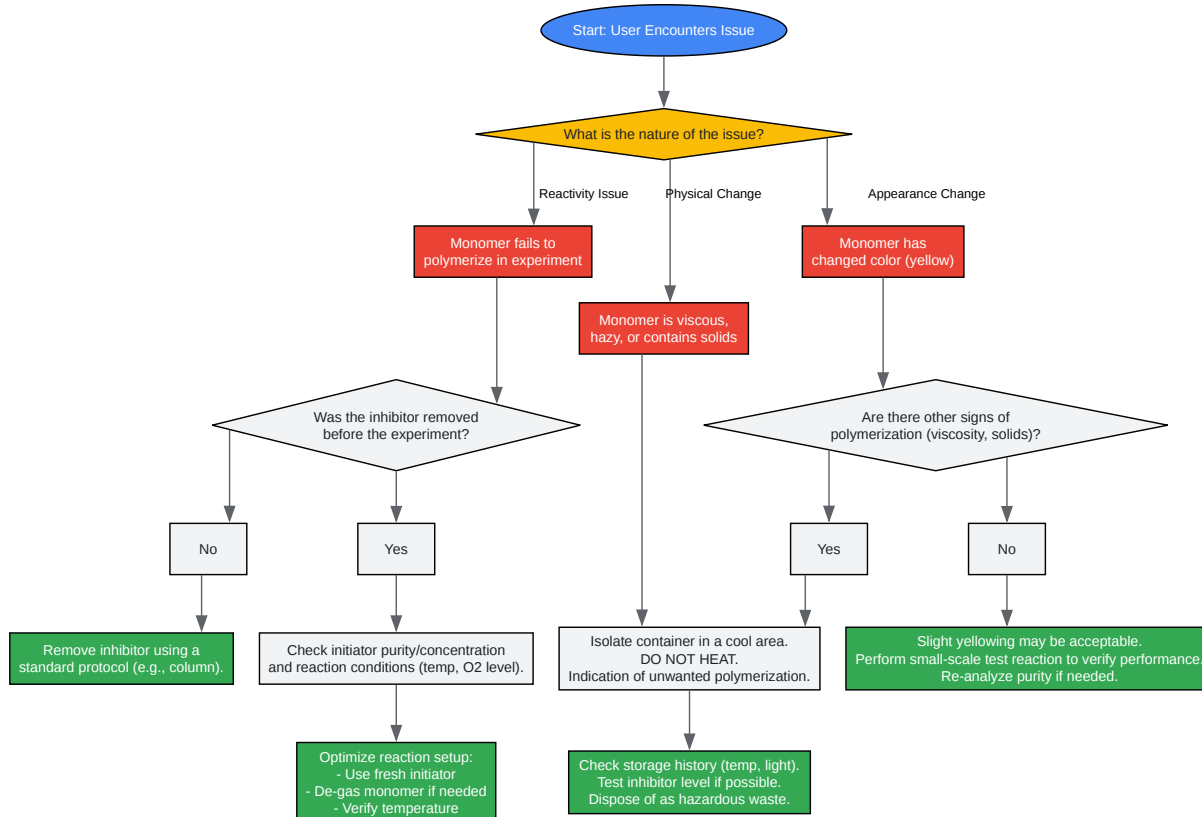 Start: User Encounters Issue
What is the nature of the issue?
Reactivity Issue
Physical Change
Appearance Change
Monomer fails to
polymerize in experiment
Monomer has
changed color (yellow)
Monomer is viscous,
hazy, or contains solids
Was the inhibitor removed
before the experiment?
Are there other signs of
polymerization (viscosity, solids)?
No
Yes
Yes
No
Remove inhibitor using a
standard protocol (e.g., column).
Check initiator purity/concentration
and reaction conditions (temp, O2 level).
Isolate container in a cool area.
DO NOT HEAT.
Indication of unwanted polymerization.
Slight yellowing may be acceptable.
Perform small-scale test reaction to verify performance.
Re-analyze purity if needed.
Optimize reaction setup:
- Use fresh initiator
- De-gas monomer if needed
- Verify temperature
Check storage history (temp, light).
Test inhibitor level if possible.
Dispose of as hazardous waste.